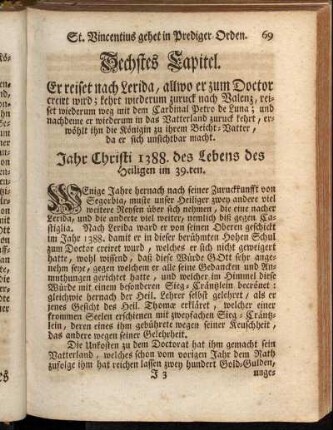 St. Vincentius gehet in Prediger Orden. 69
Sechstes Capitel.
Er reiset nach Lerida, allwo er zum Doctor
creirt wird; kehrt wiederum zuruck nach Valenz, rei-
set wiederum weg mit dem Cardinal Petro de Luna; und
nachdeme er wiederum in das Vatterland zuruck kehrt, er-
wöhlt ihn die Königin zu ihrem Beicht-Vatter,
da er sich unsichtbar macht.
Jahr Christi 1388. des Lebens des
Heiligen im 39.ten.
WEnige Jahre hernach nach seiner Zuruckkunfft von
Segorbia, muste unser Heiliger zwey andere viel
weitere Reysen über sich nehmen, die eine nacher
Lerida, und die anderte viel weiter, nemlich biß gegen Ca-
stiglia. Nach Lerida ward er von seinen Oberen geschickt
im Jahr 1388. damit er in dieser berühmten Hohen Schul
zum Doctor creiret wurd, welches er sich nicht geweigert
hatte, wohl wissend, daß diese Würde GOtt sehr ange-
nehm seye, gegen welchen er alle seine Gedancken und An-
muthungen gerichtet hatte, und welcher im Himmel diese
Würde mit einem besonderen Sieg-Cräntzlein becrönet:
gleichwie hernach der Heil. Lehrer selbst gelehret, als er
jenes Gesicht des Heil. Thomæ erkläret, welcher einer
frommen Seelen erschienen mit zweyfachen Sieg-Cräntz-
lein, deren eines ihm gebührete wegen seiner Keuschheit,
das andere wegen seiner Gelehrheit.
Die Unkosten zu dem Doctorat hat ihm gemacht sein
Vatterland, welches schon vom vorigen Jahr dem Rath
zufolge ihm hat reichen lassen zwey hundert Gold-Gulden,
J 3 unge-